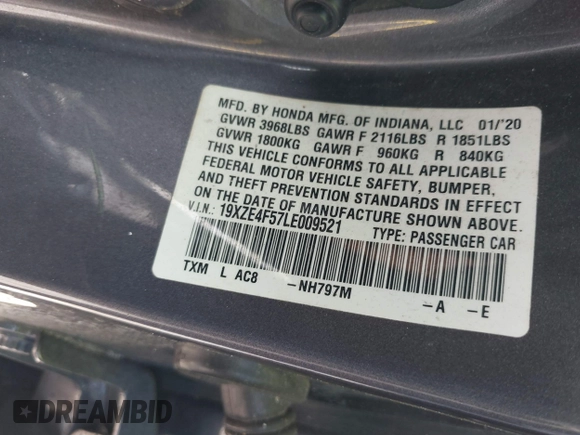 MFD. BY HONDA MFG. OF INDIANA, LLC 01/'20
GVWR 3968LBS GAWR F 2116LBS R 1851LBS
GVWR 1800KG GAWR F 960KG R 840KG
THIS VEHICLE CONFORMS TO ALL APPLICABLE
FEDERAL MOTOR VEHICLE SAFETY, BUMPER,
AND THEFT PREVENTION STANDARDS IN EFFECT
ON THE DATE OF MANUFACTURE SHOWN ABOVE.
V.I.N.: 19XZE4F57LE009521 TYPE: PASSENGER CAR
TXM L AC8 -NH797M -A -E
DREAMBID